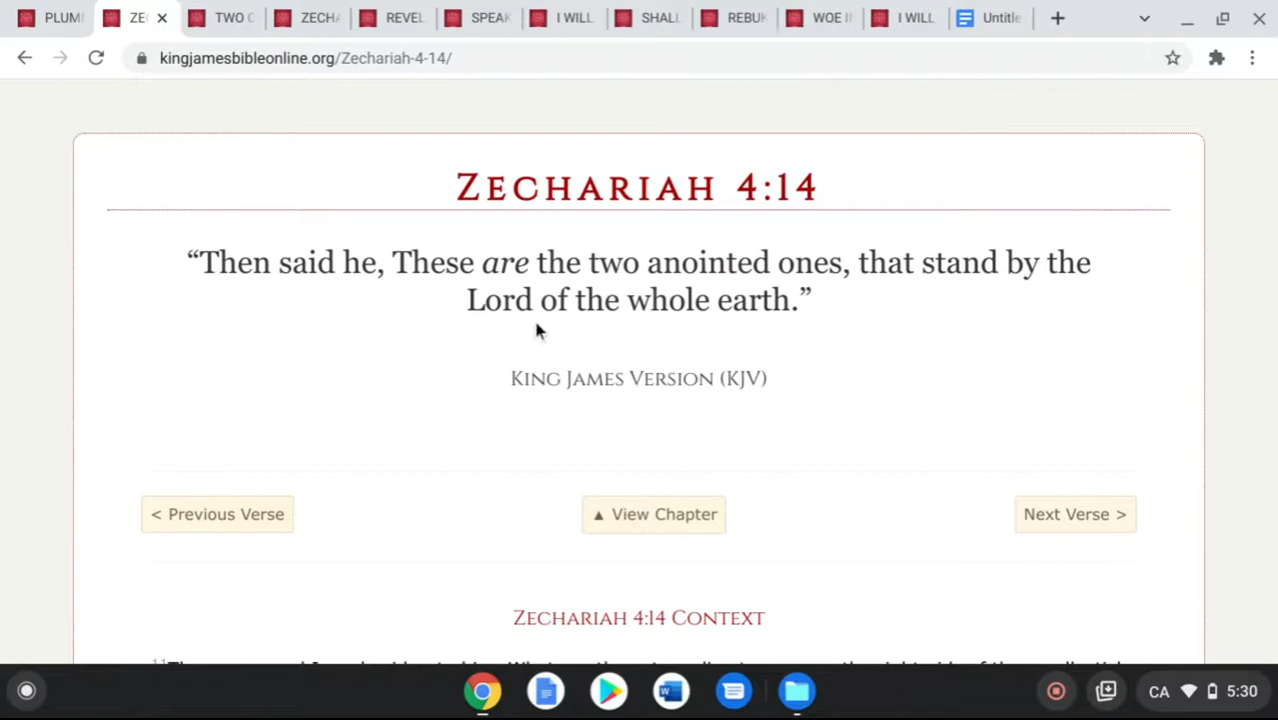 PLUM
ZE
TWO
ZECHA
REVEL
SPEAK
I WILL
SHALL
REBUK
WOE
I WILL
Untitle
kingjamesbibleonline.org/Zechariah-4-14/
Zechariah 4:14
“Then said he, These are the two anointed ones, that stand by the
Lord of the whole earth.”
King James Version (KJV)
< Previous Verse
▲ View Chapter
Next Verse >
Zechariah 4:14 Context
CA 5:30